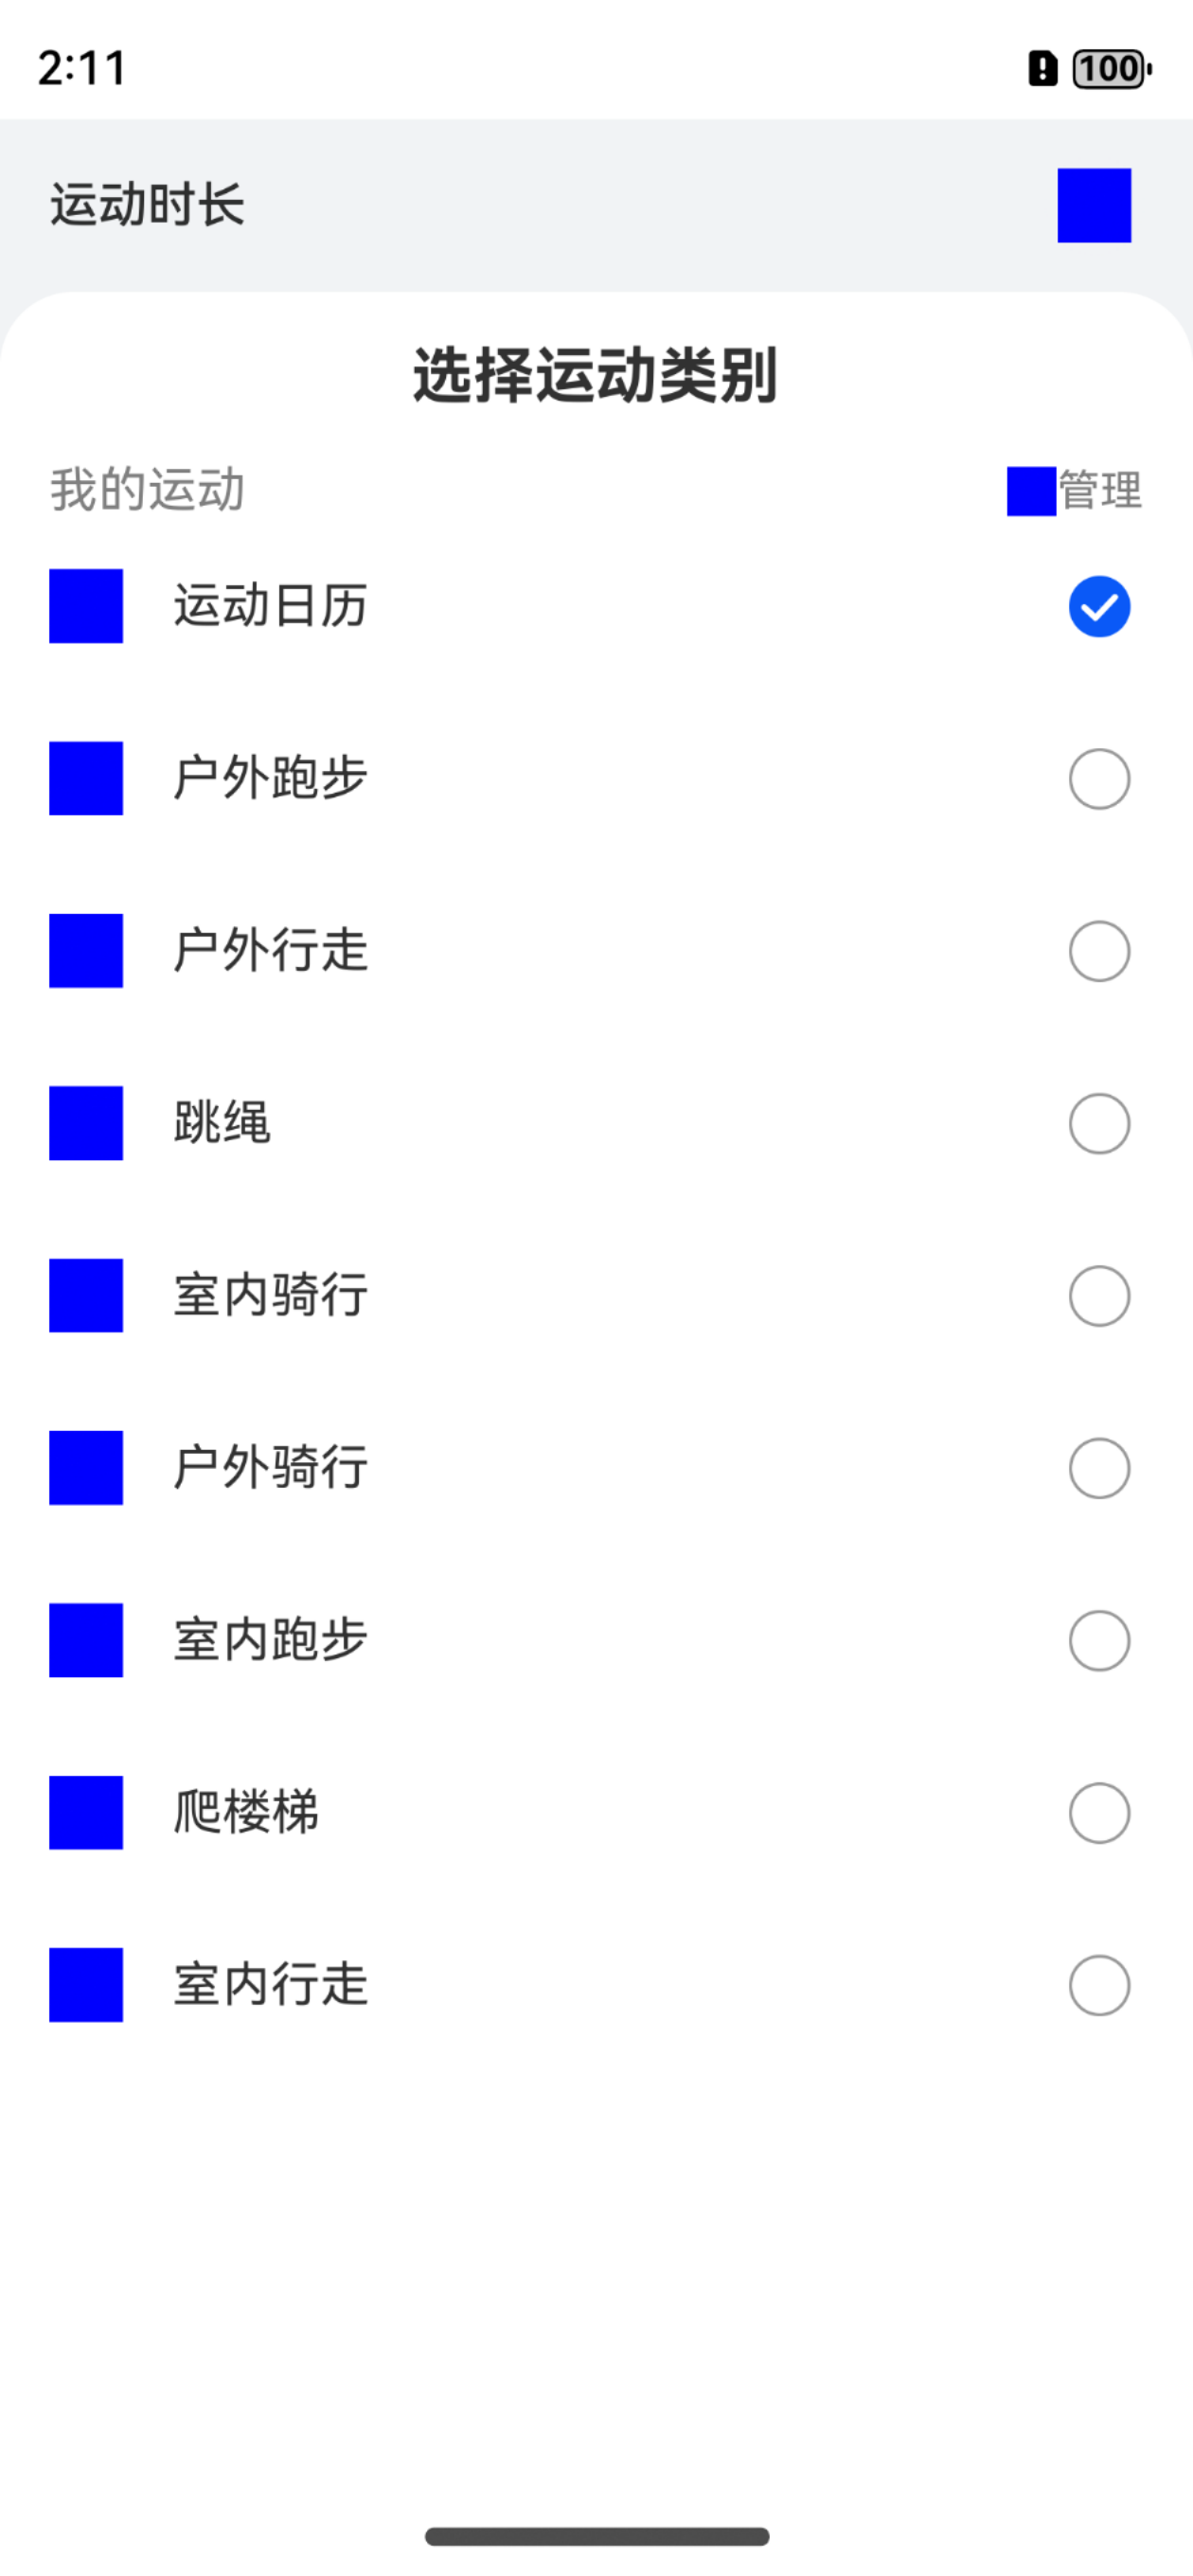 2:11
100
运动时长
选择运动类别
我的运动
管理
运动日历
户外跑步
户外行走
跳绳
室内骑行
户外骑行
室内跑步
爬楼梯
室内行走